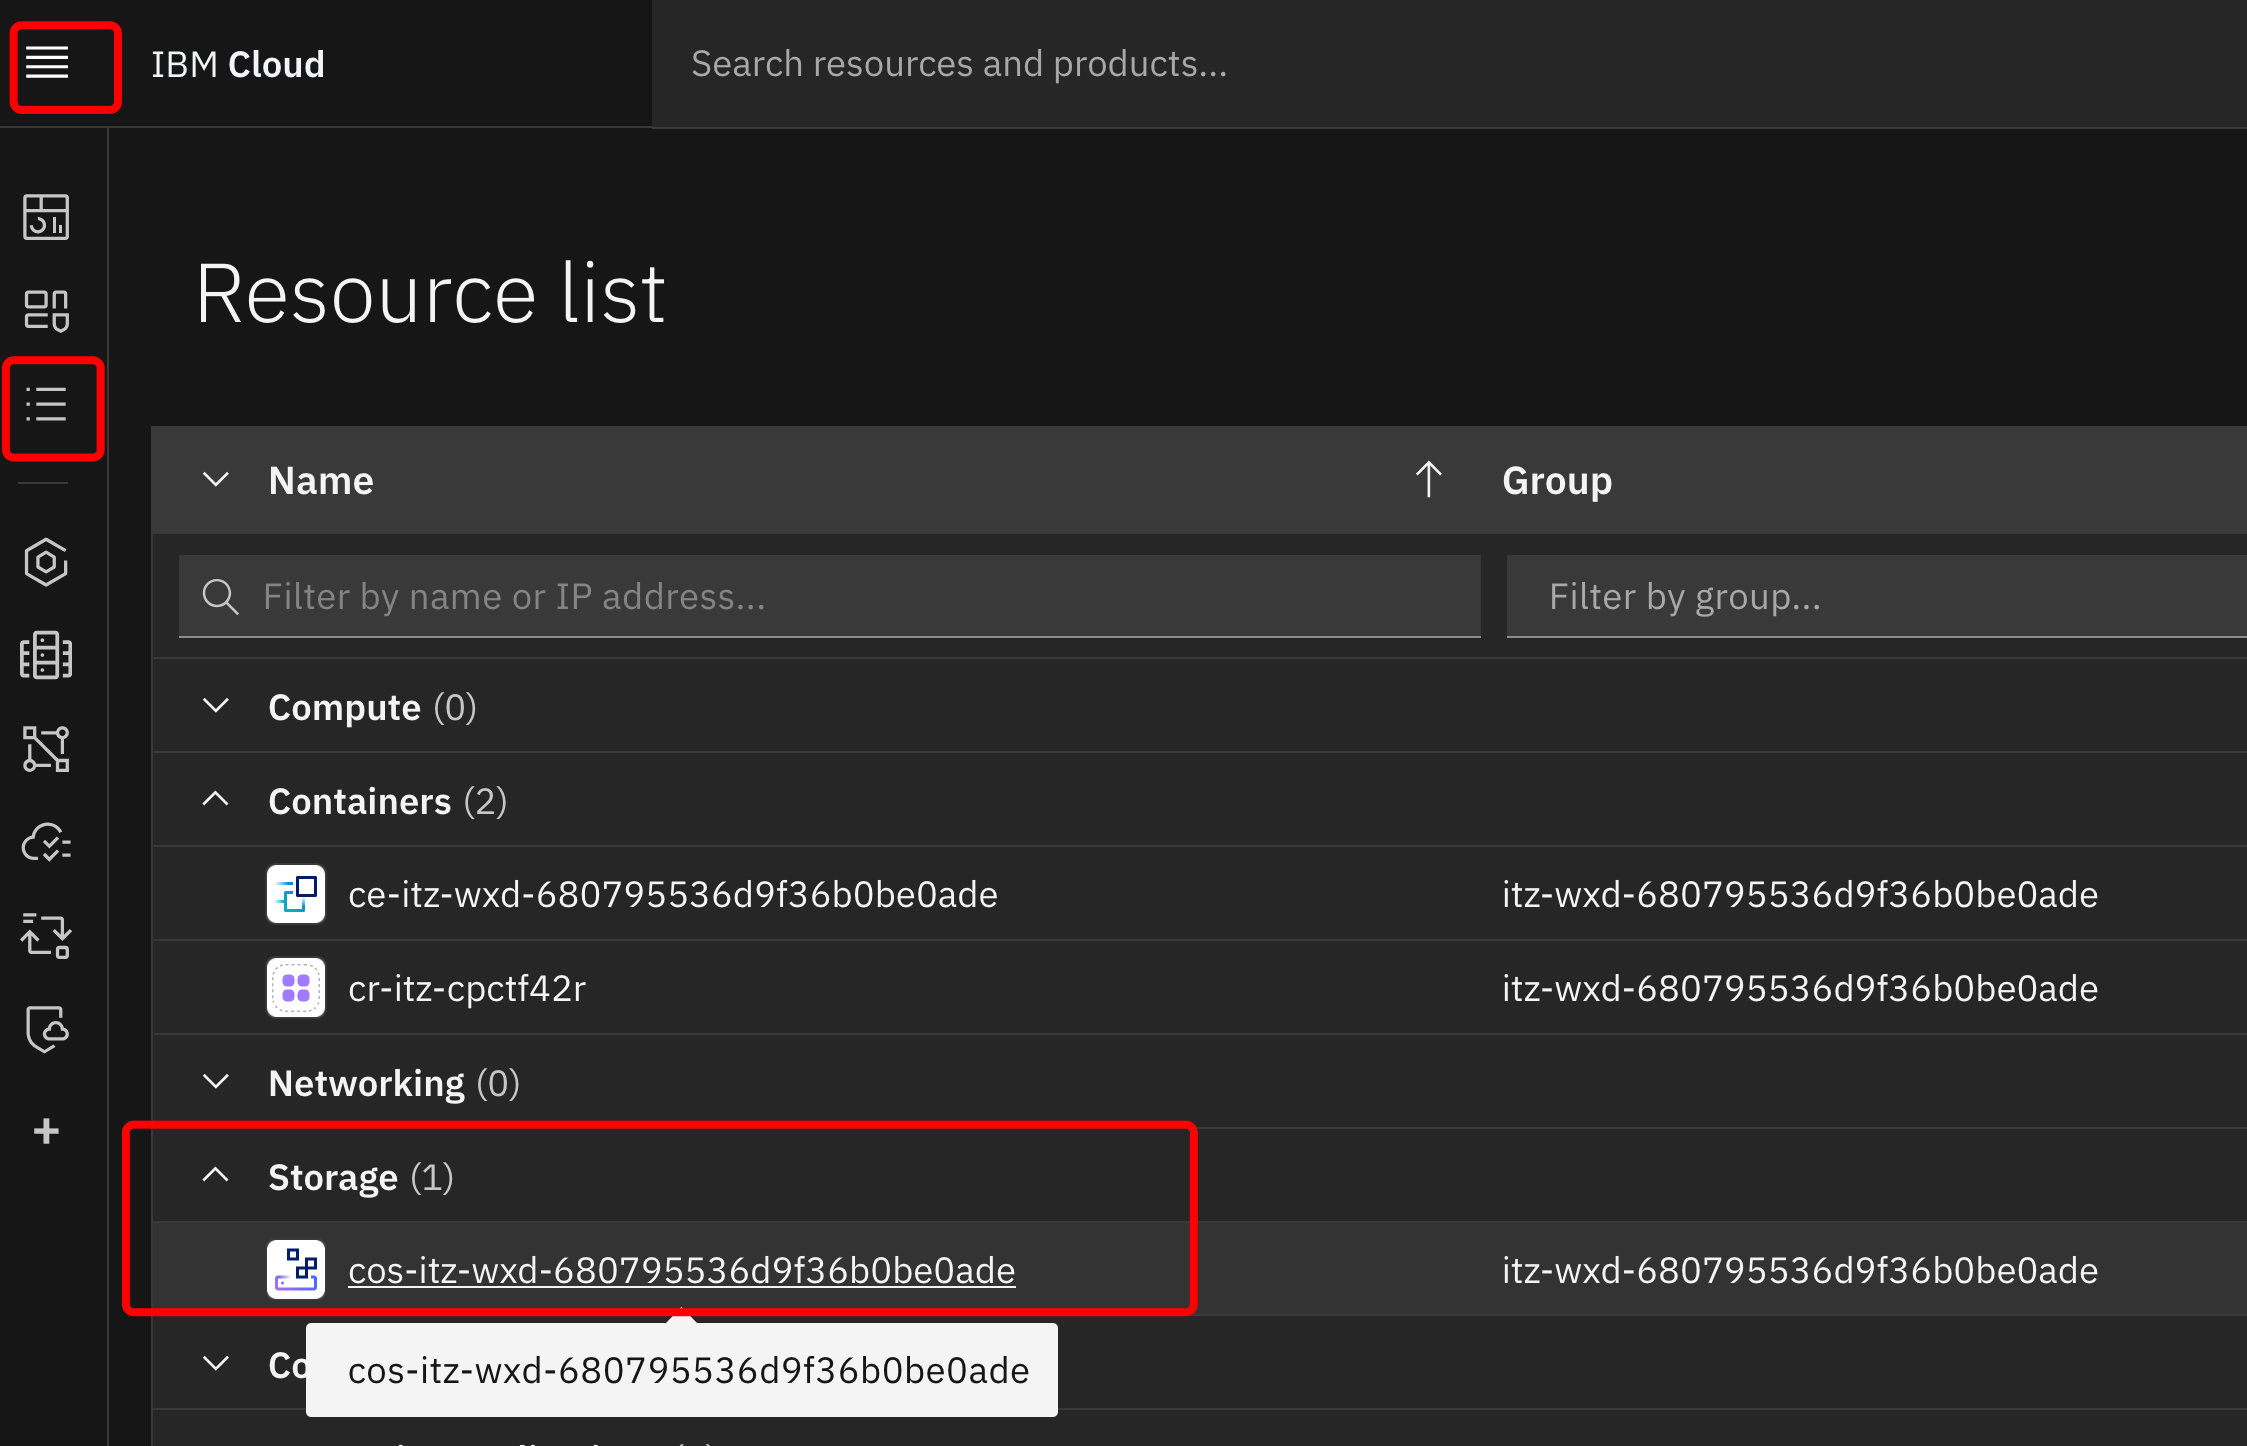 IBM Cloud
Search resources and products...
Resource list
Name
Group
Filter by name or IP address...
Filter by group...
Compute (0)
Containers (2)
ce-itz-wxd-680795536d9f36b0be0ade
itz-wxd-680795536d9f36b0be0ade
cr-itz-cpctf42r
itz-wxd-680795536d9f36b0be0ade
Networking (0)
Storage (1)
cos-itz-wxd-680795536d9f36b0be0ade
itz-wxd-680795536d9f36b0be0ade
Co
cos-itz-wxd-680795536d9f36b0be0ade